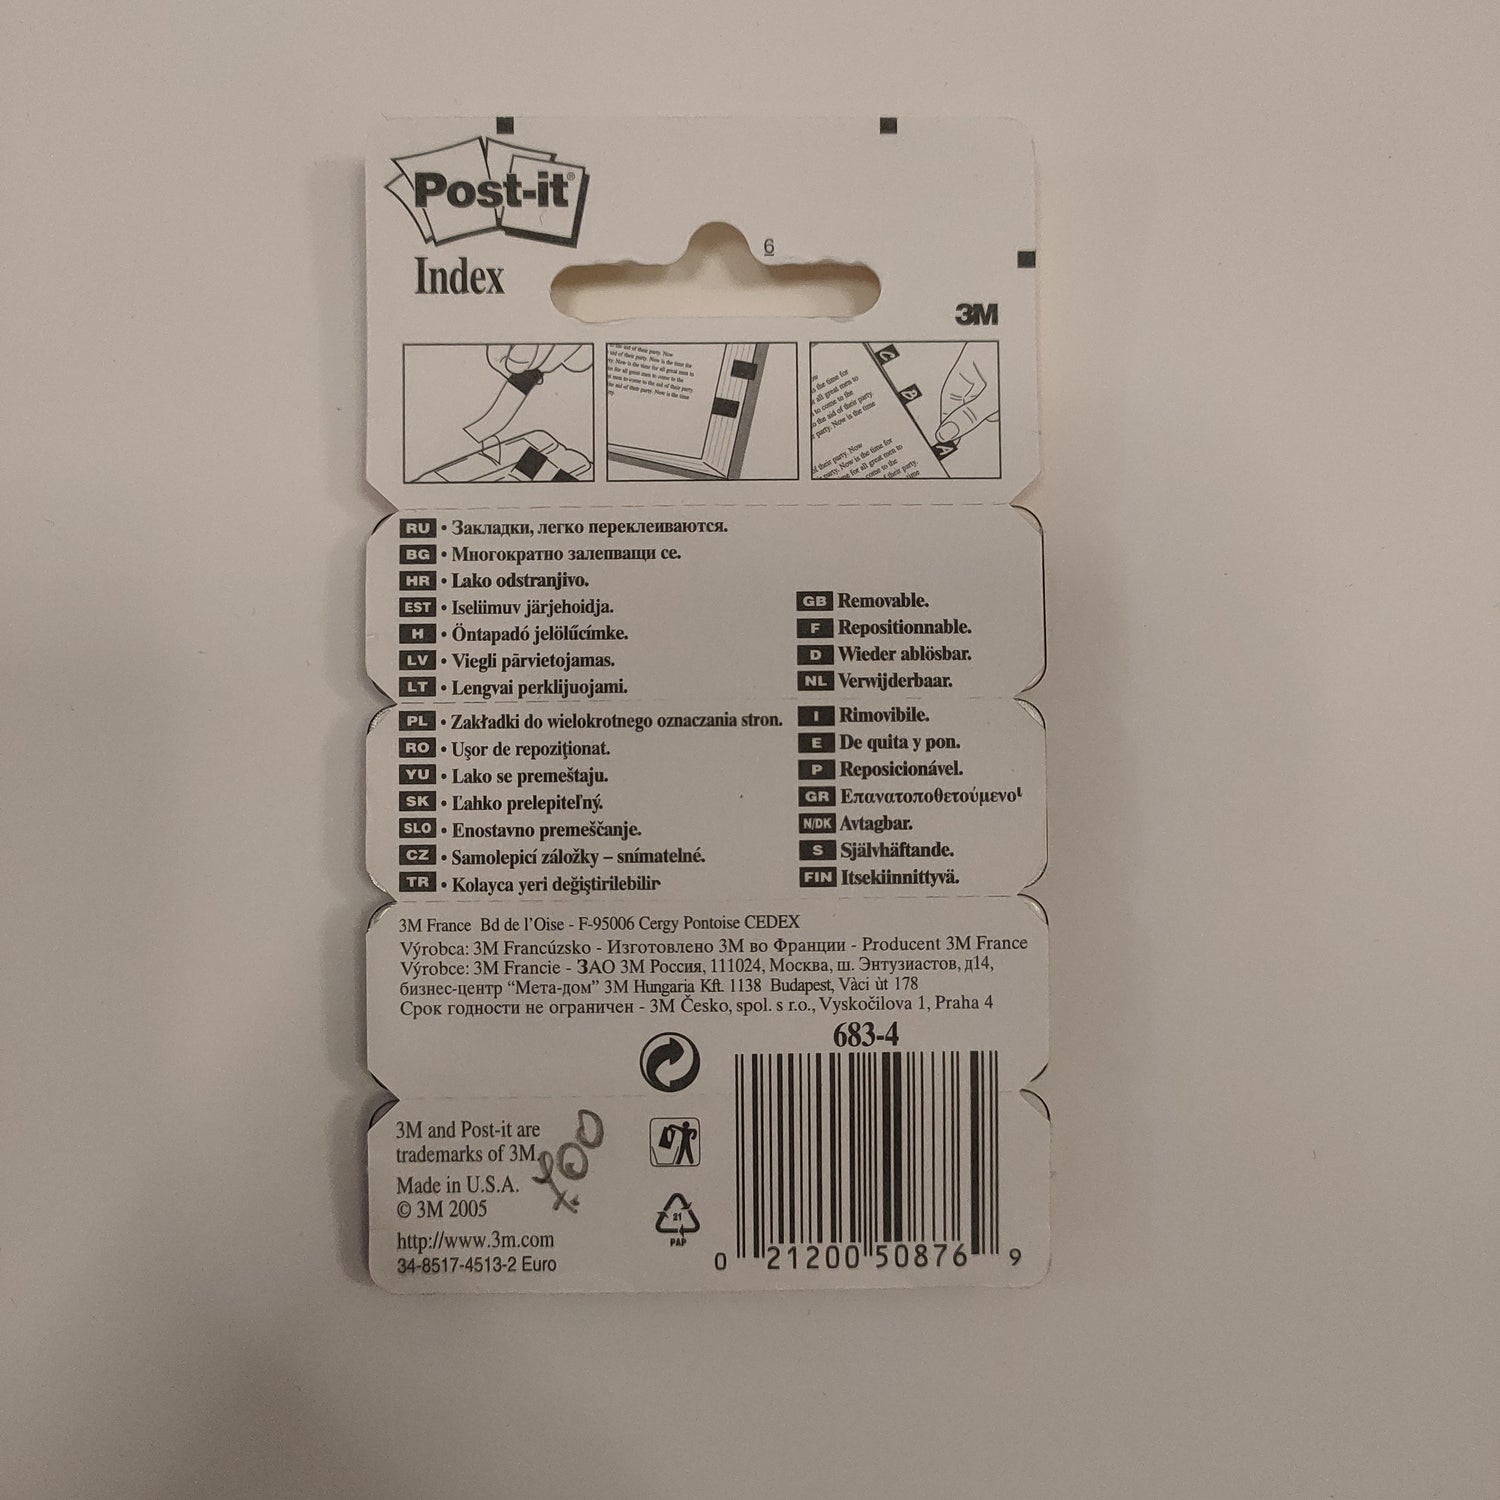 Post-it®
Index
6
3M
RU • Закладки, легко переклеиваются.
BG • Многократно залепващи се.
HR • Lako odstranjivo.
EST • Iseliimuv järjehoidja.
H • Öntapadó jelölűcímke.
LV • Viegli pārvietojamas.
LT • Lengvai perklijuojami.
GB Removable.
F Repositionnable.
D Wieder ablösbar.
NL Verwijderbaar.
PL • Zakładki do wielokrotnego oznaczania stron.
RO • Uşor de repoziţionat.
YU • Lako se premeštaju.
SK • Ľahko prelepiteľný.
SLO • Enostavno premeščanje.
CZ • Samolepicí záložky – snímatelné.
TR • Kolayca yeri değiştirilebilir
I Rimovibile.
E De quita y pon.
P Reposicionável.
GR Επανατοποθετούμενοι
N/DK Avtagbar.
S Självhäftande.
FIN Itsekiinnittyvä.
3M France Bd de l'Oise - F-95006 Cergy Pontoise CEDEX
Výrobca: 3M Francúzsko - Изготовлено 3M во Франции - Producent 3M France
Výrobce: 3M Francie - ЗАО 3М Россия, 111024, Москва, ш. Энтузиастов, д14,
бизнес-центр “Мета-дом” 3M Hungaria Kft. 1138 Budapest, Vàci ùt 178
Срок годности не ограничен - 3M Česko, spol. s r.o., Vyskočilova 1, Praha 4
683-4
3M and Post-it are
trademarks of 3M.
Made in U.S.A.
© 3M 2005
http://www.3m.com
34-8517-4513-2 Euro
21
PAP
0 21200 50876 9